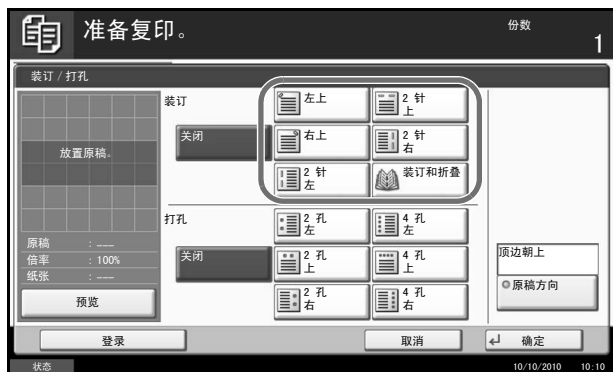 准备复印。
份数
1
装订 / 打孔
放置原稿。
原稿 : ---
倍率 : 100%
纸张 : ---
预览
装订
关闭
左上
2 针
上
右上
2 针
右
2 针
左
装订和折叠
打孔
关闭
2 孔
左
4 孔
左
2 孔
上
4 孔
上
2 孔
右
4 孔
右
顶边朝上
原稿方向
登录
取消
确定
状态
10/10/2010 10:10